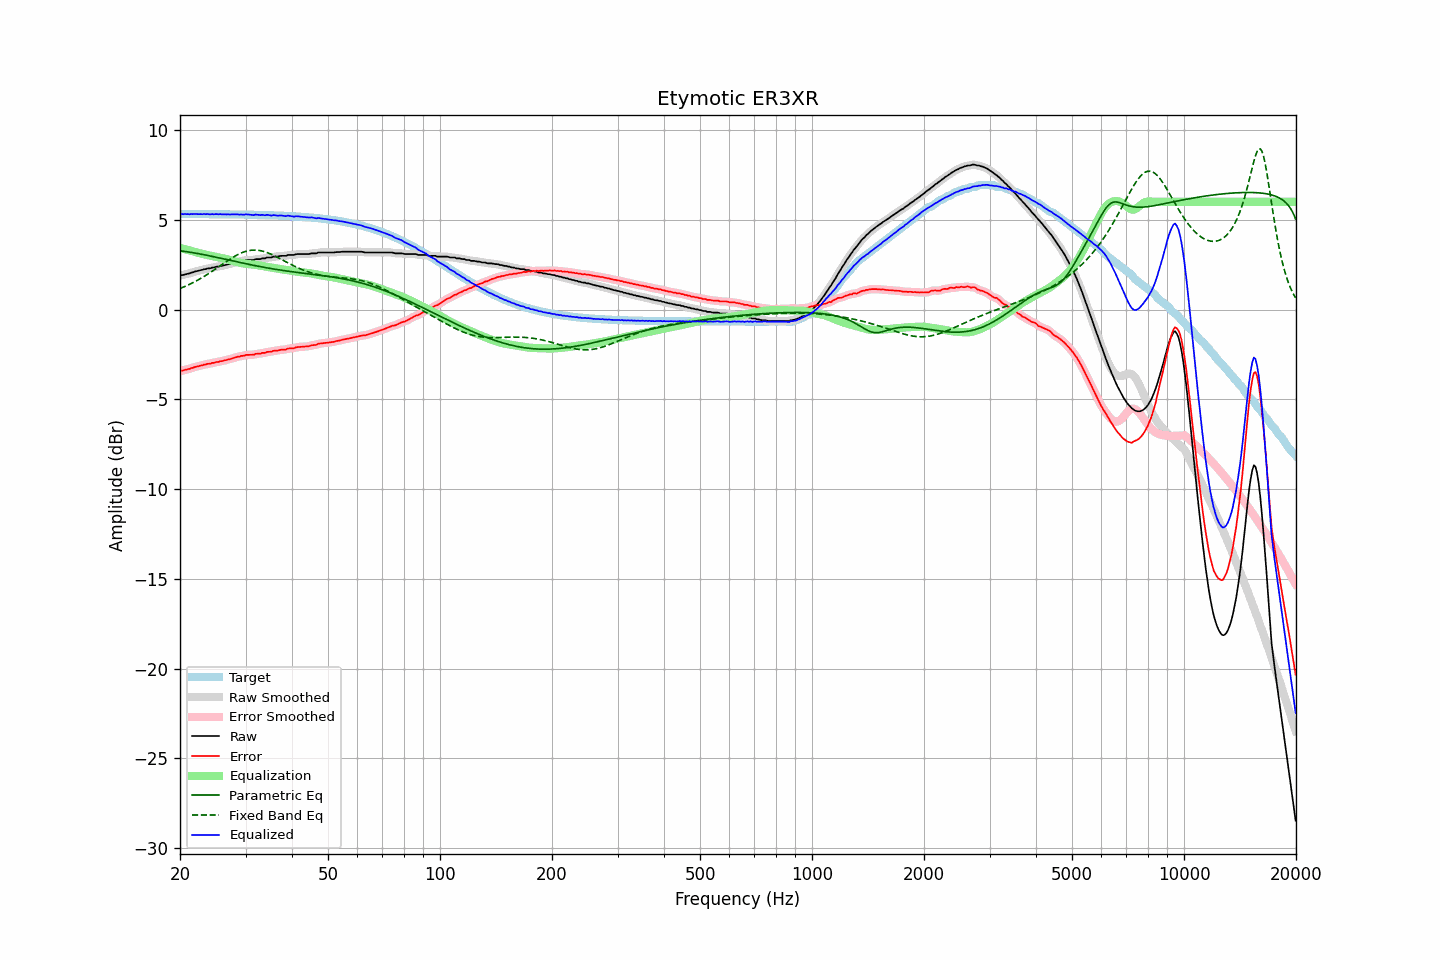 Etymotic ER3XR
10
5
0
−5
−10
−15
−20
−25
−30
Amplitude (dBr)
Target
Raw Smoothed
Error Smoothed
Raw
Error
Equalization
Parametric Eq
Fixed Band Eq
Equalized
20 50 100 200 500 1000 2000 5000 10000 20000
Frequency (Hz)